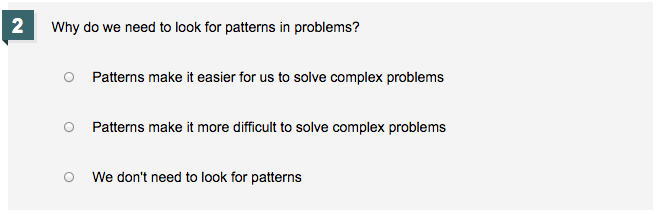 2 Why do we need to look for patterns in problems?
Patterns make it easier for us to solve complex problems
Patterns make it more difficult to solve complex problems
We don't need to look for patterns